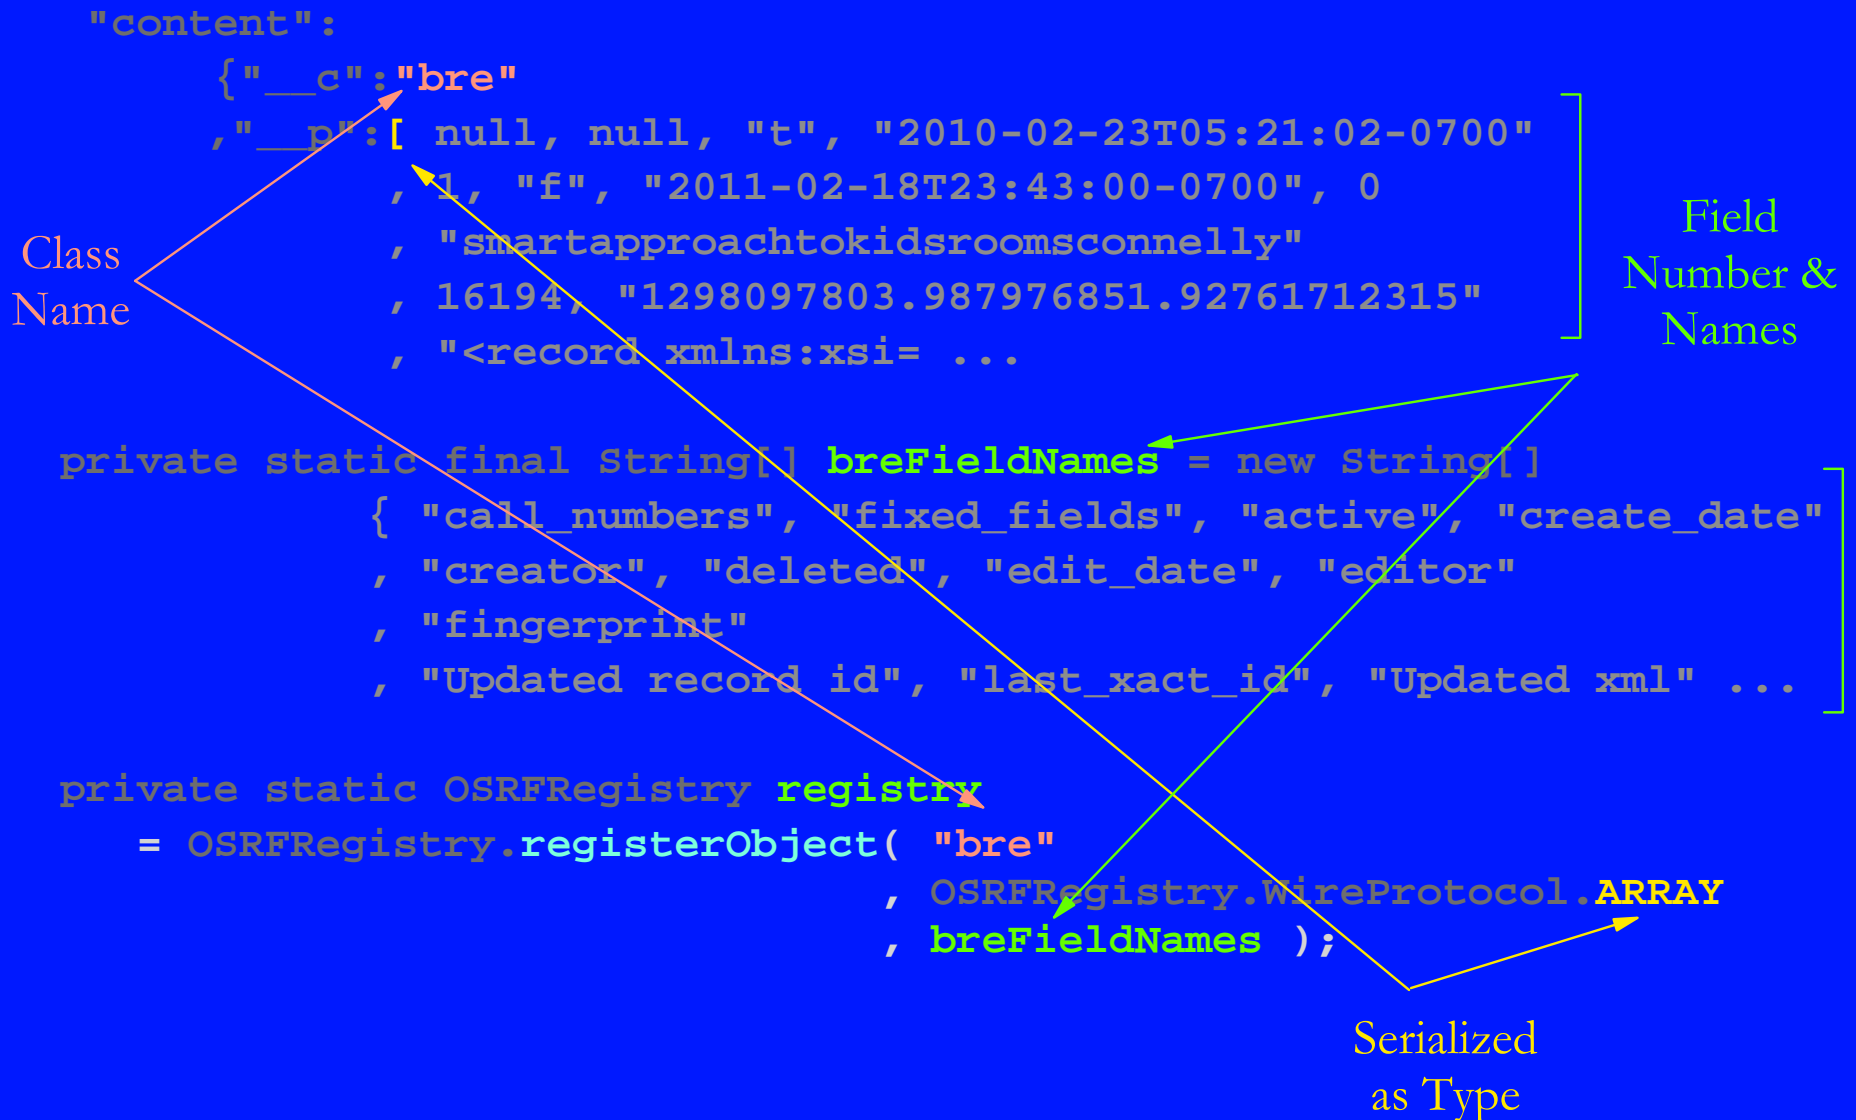 "content":
{"__c":"bre"
,"__p":[ null, null, "t", "2010-02-23T05:21:02-0700"
, 1, "f", "2011-02-18T23:43:00-0700", 0
, "smartapproachtokidsroomsconnelly"
, 16194, "1298097803.987976851.92761712315"
, "<record xmlns:xsi= ...
Class
Name
Field
Number &
Names
private static final String[] breFieldNames = new String[]
{ "call_numbers", "fixed_fields", "active", "create_date"
, "creator", "deleted", "edit_date", "editor"
, "fingerprint"
, "Updated record id", "last_xact_id", "Updated xml" ...
private static OSRFRegistry registry
= OSRFRegistry.registerObject( "bre"
, OSRFRegistry.WireProtocol.ARRAY
, breFieldNames );
Serialized
as Type